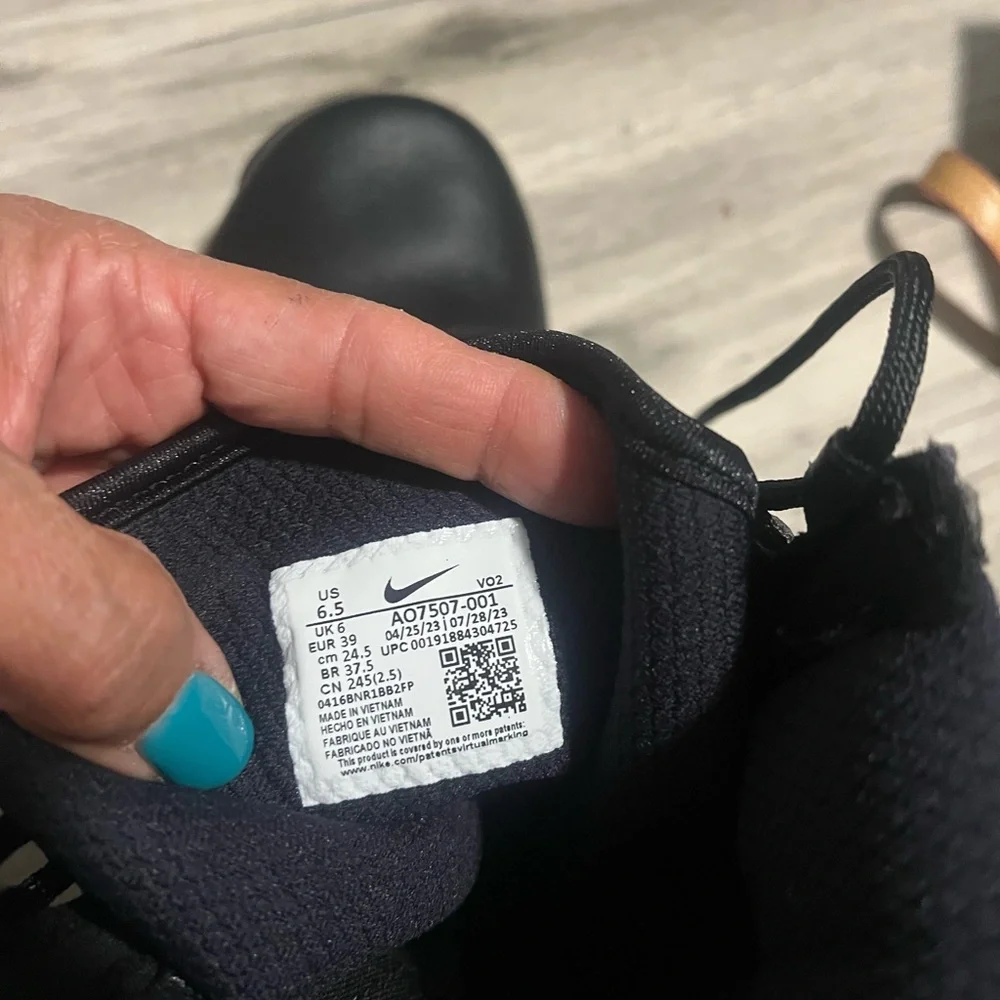 US
6.5
VO2
AO7507-001
UK 6
04/25/23 | 07/28/23
EUR 39
UPC 00191884304725
cm 24.5
BR 37.5
CN 245(2.5)
0416BNR1BB2FP
MADE IN VIETNAM
HECHO EN VIETNAM
FABRIQUE AU VIETNAM
FABRICADO NO VIETNÃ
This product is covered by one or more patents:
www.nike.com/patentsvirtualmarking